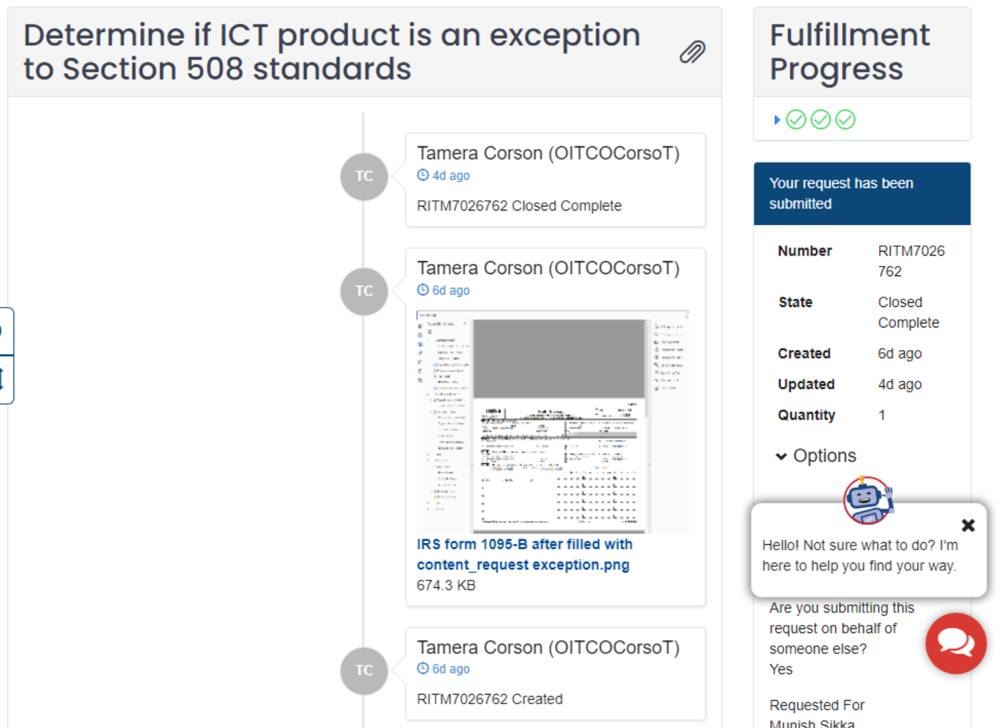 Determine if ICT product is an exception
to Section 508 standards
TC
Tamera Corson (OITCOCorsoT)
4d ago
RITM7026762 Closed Complete
TC
Tamera Corson (OITCOCorsoT)
6d ago
IRS form 1095-B after filled with
content_request exception.png
674.3 KB
TC
Tamera Corson (OITCOCorsoT)
6d ago
RITM7026762 Created
Fulfillment
Progress
Your request has been
submitted
Number RITM7026
762
State Closed
Complete
Created 6d ago
Updated 4d ago
Quantity 1
Options
Hello! Not sure what to do? I'm
here to help you find your way.
Are you submitting this
request on behalf of
someone else?
Yes
Requested For
Munish Sikka